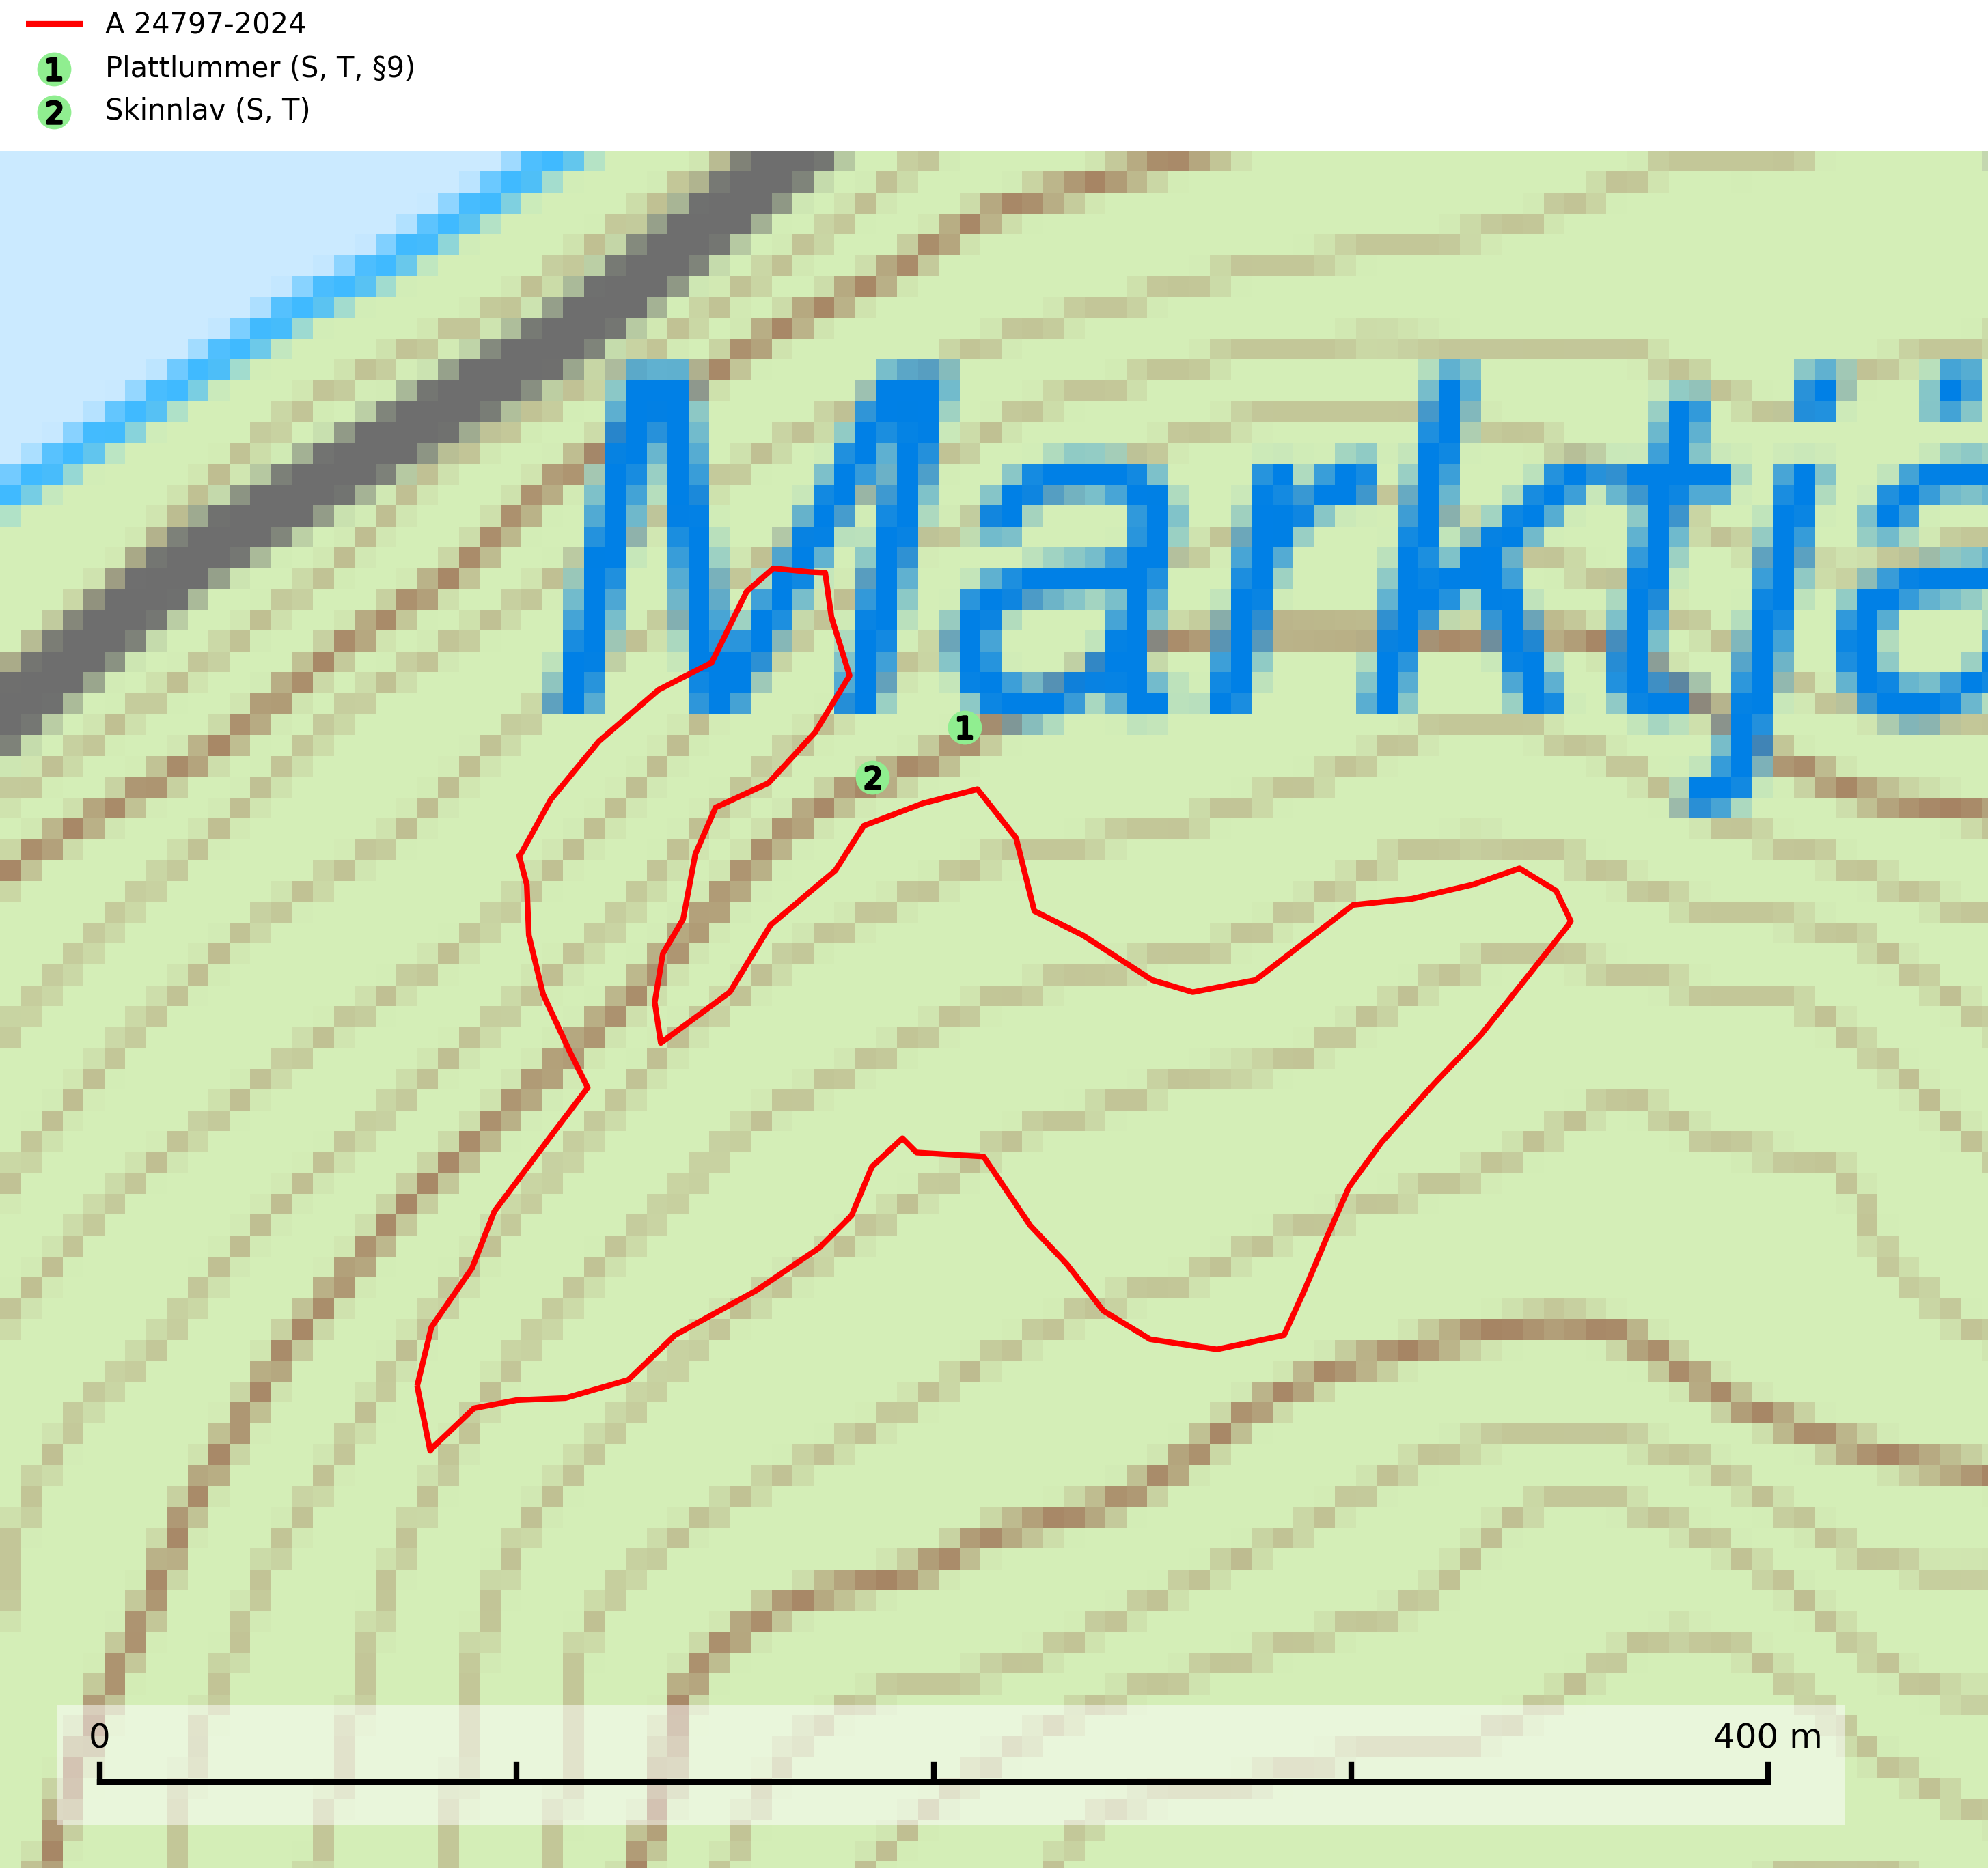 A 24797-2024
1 Plattlummer (S, T, §9)
2 Skinnlav (S, T)
1
2
0
400 m